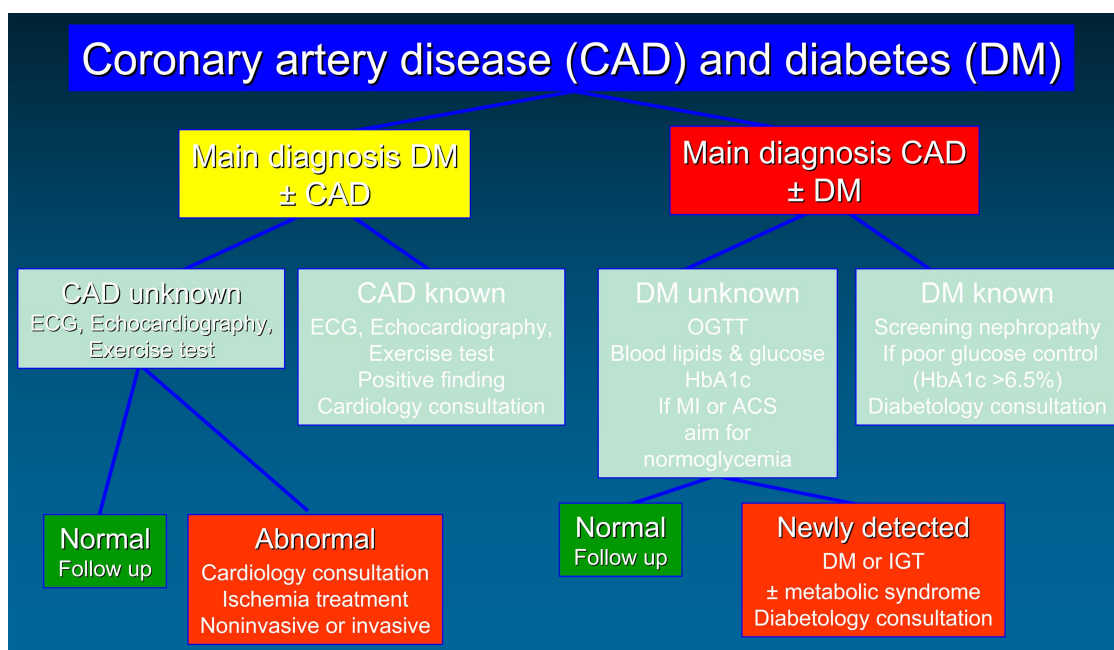 Coronary artery disease (CAD) and diabetes (DM)
Main diagnosis DM
± CAD
Main diagnosis CAD
± DM
CAD unknown
ECG, Echocardiography,
Exercise test
CAD known
ECG, Echocardiography,
Exercise test
Positive finding
Cardiology consultation
DM unknown
OGTT
Blood lipids & glucose
HbA1c
If MI or ACS
aim for
normoglycemia
DM known
Screening nephropathy
If poor glucose control
(HbA1c >6.5%)
Diabetology consultation
Normal
Follow up
Abnormal
Cardiology consultation
Ischemia treatment
Noninvasive or invasive
Normal
Follow up
Newly detected
DM or IGT
± metabolic syndrome
Diabetology consultation